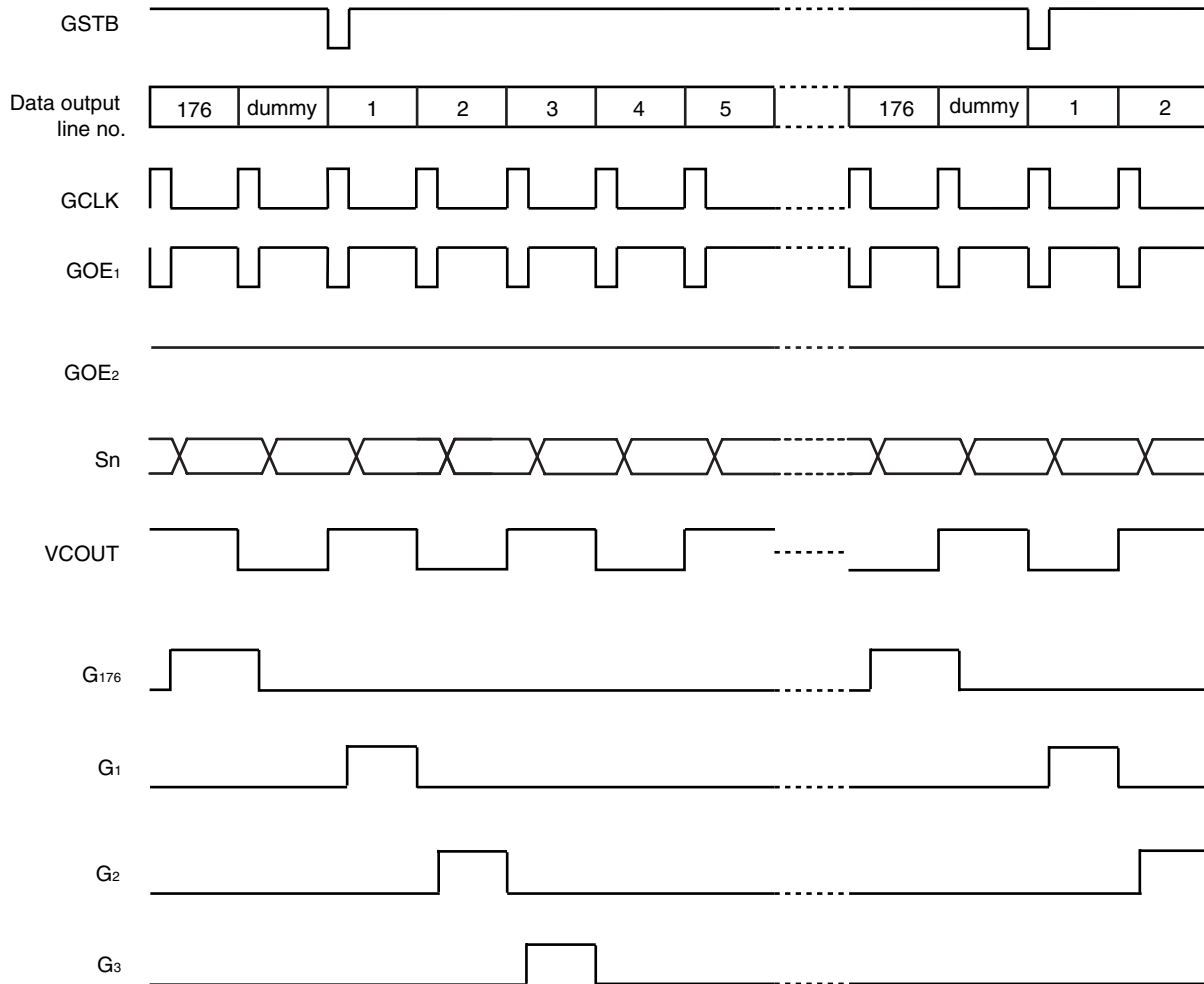 GSTB
Data output
line no.
176 dummy 1 2 3 4 5 176 dummy 1 2
GCLK
GOE₁
GOE₂
Sn
VCOUT
G₁₇₆
G₁
G₂
G₃